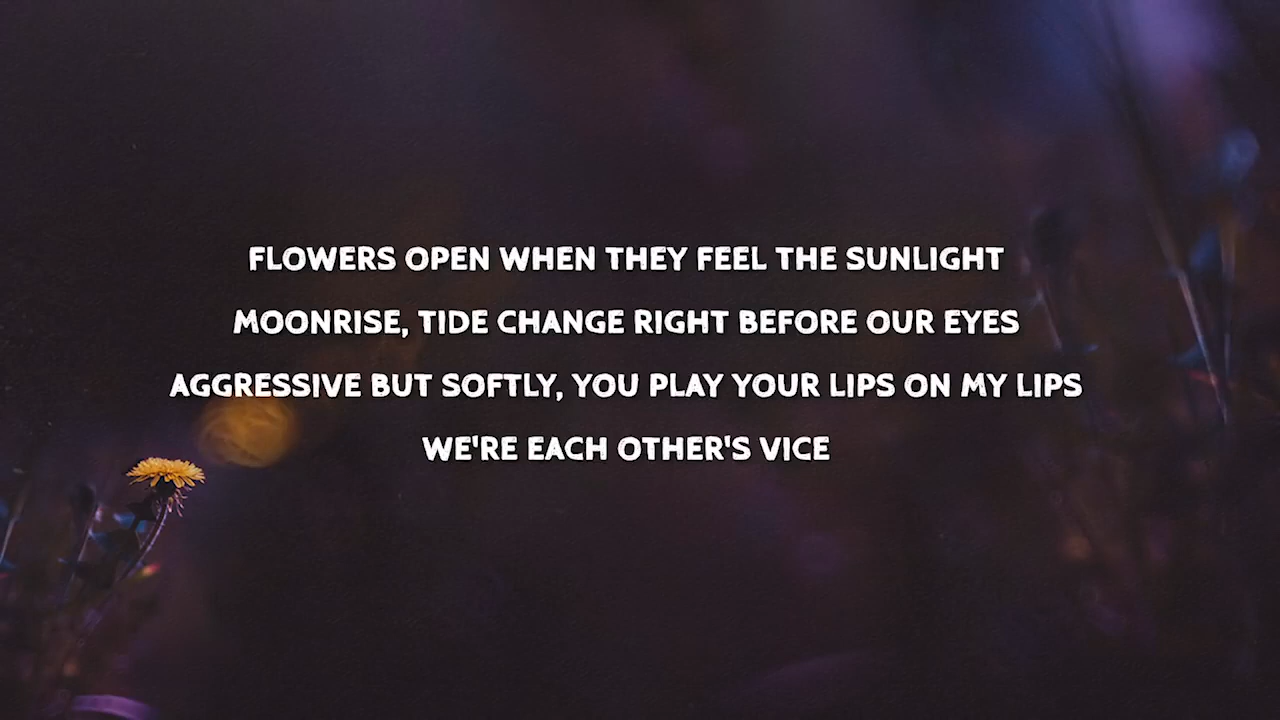 FLOWERS OPEN WHEN THEY FEEL THE SUNLIGHT
MOONRISE, TIDE CHANGE RIGHT BEFORE OUR EYES
AGGRESSIVE BUT SOFTLY, YOU PLAY YOUR LIPS ON MY LIPS
WE'RE EACH OTHER'S VICE